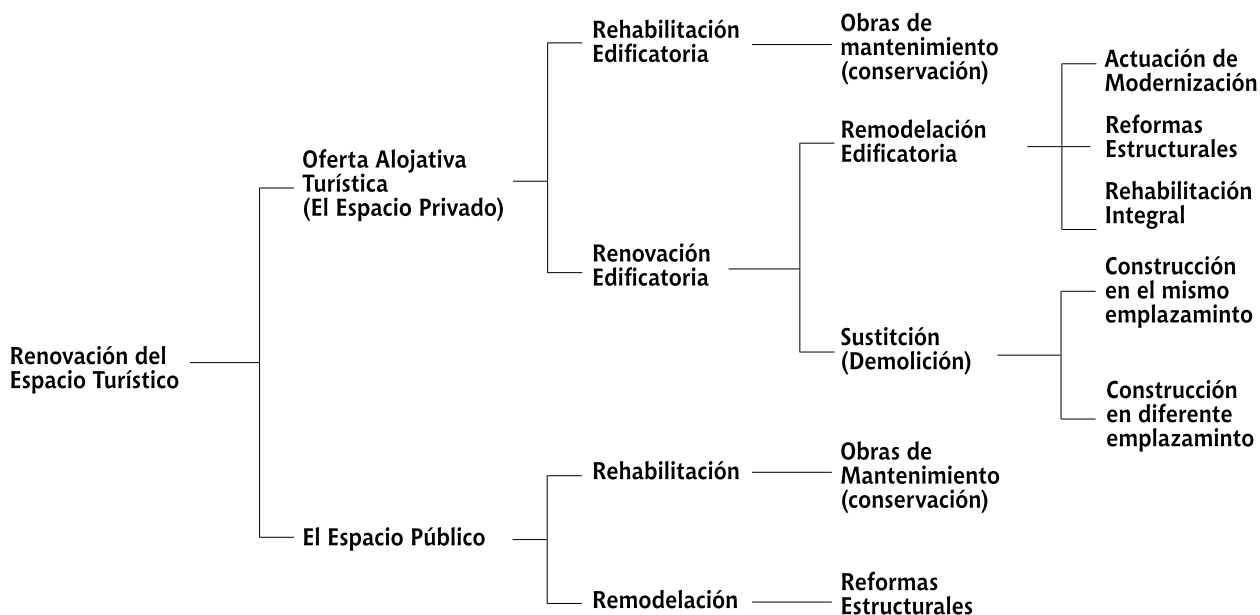 Renovación del
Espacio Turístico
Oferta Alojativa
Turística
(El Espacio Privado)
Rehabilitación
Edificatoria
Obras de
mantenimiento
(conservación)
Renovación
Edificatoria
Remodelación
Edificatoria
Actuación de
Modernización
Reformas
Estructurales
Rehabilitación
Integral
Sustitción
(Demolición)
Construcción
en el mismo
emplazaminto
Construcción
en diferente
emplazaminto
El Espacio Público
Rehabilitación
Obras de
Mantenimiento
(conservación)
Remodelación
Reformas
Estructurales